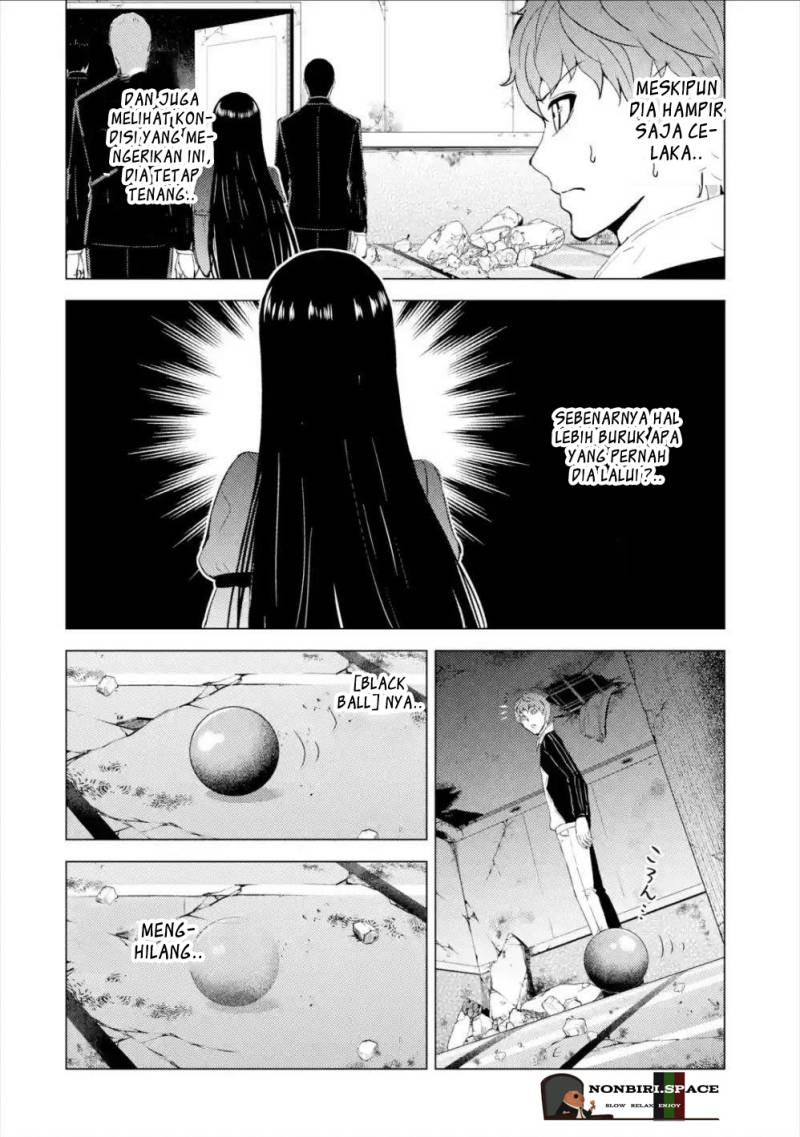 MESKIPUN
DIA HAMPIR
SAJA CE-
LAKA..
DAN JUGA
MELIHAT KON-
DISI YANG ME-
NGERIKAN INI,
DIA TETAP
TENANG..
SEBENARNYA HAL
LEBIH BURUK APA
YANG PERNAH
DIA LALUI?..
ころん…
[BLACK
BALL] NYA..
MENG-
HILANG..
NONBIRI.SPACE
SLOW RELAX ENJOY